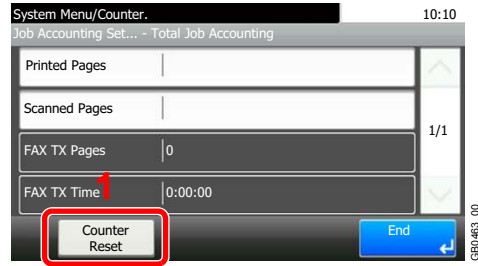 System Menu/Counter.
10:10
Job Accounting Set... - Total Job Accounting
Printed Pages
Scanned Pages
1/1
FAX TX Pages 0
FAX TX Time 0:00:00
1
Counter
Reset
End
GB0463_00